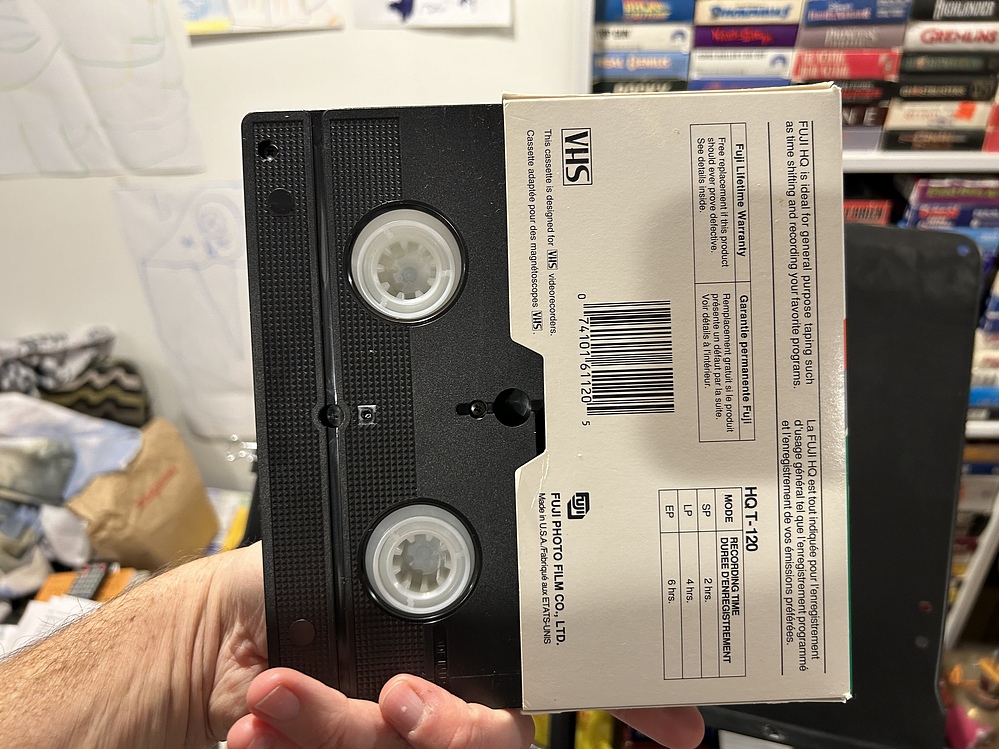 FUJI HQ is ideal for general purpose taping such
as time shifting and recording your favorite programs.
La FUJI HQ est tout indiquée pour l'enregistrement
d'usage général tel que l'enregistrement programmé
et l'enregistrement de vos émissions préférées.
Fuji Lifetime Warranty
Free replacement if this product
should ever prove defective.
See details inside.
Garantie permanente Fuji
Remplacement gratuit si le produit
présente un défaut par la suite.
Voir détails à l'intérieur.
HQ T-120
MODE
RECORDING TIME
DURÉE D'ENREGISTREMENT
SP 2 hrs.
LP 4 hrs.
EP 6 hrs.
0 74101 61120 5
VHS
This cassette is designed for VHS videorecorders.
Cassette adaptée pour des magnétoscopes VHS.
FUJI
FUJI PHOTO FILM CO., LTD.
Made in U.S.A./Fabriqué aux ÉTATS-UNIS
HIGHLANDER
GREMLINS